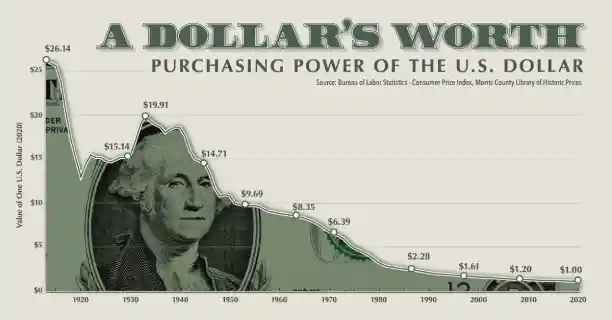 A DOLLAR'S WORTH
PURCHASING POWER OF THE U.S. DOLLAR
Source: Bureau of Labor Statistics - Consumer Price Index, Morris County Library of Historic Prices
Value of One U.S. Dollar (2020)
$25
$20
$15
$10
$5
$0
$26.14
$15.14
$19.91
$14.71
$9.69
$8.35
$6.39
$2.28
$1.61
$1.20
$1.00
DER
PRIVA
12
1920 1930 1940 1950 1960 1970 1980 1990 2000 2010 2020